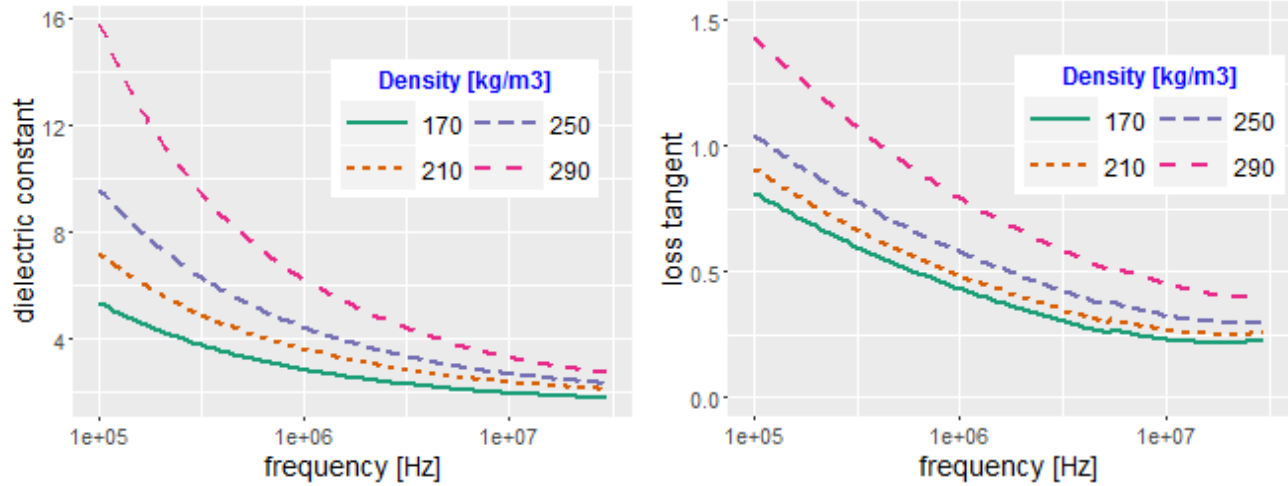 16
12
8
4
dielectric constant
Density [kg/m3]
170 250
210 290
1e+05 1e+06 1e+07
frequency [Hz]
1.5
1.0
0.5
0.0
loss tangent
Density [kg/m3]
170 250
210 290
1e+05 1e+06 1e+07
frequency [Hz]